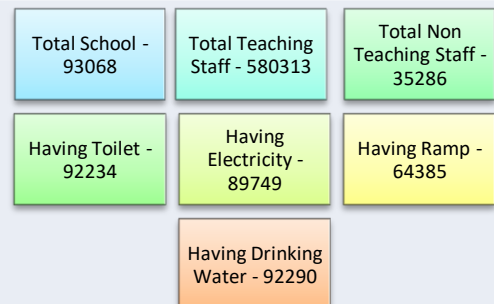 Total School -
93068
Total Teaching
Staff - 580313
Total Non
Teaching Staff -
35286
Having Toilet -
92234
Having
Electricity -
89749
Having Ramp -
64385
Having Drinking
Water - 92290